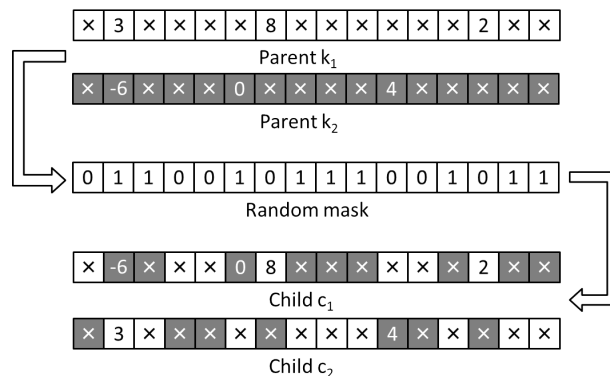 × 3 × × × × 8 × × × × × × 2 × ×
Parent k₁
× -6 × × × 0 × × × × 4 × × × × ×
Parent k₂
0 1 1 0 0 1 0 1 1 1 0 0 1 0 1 1
Random mask
× -6 × × × 0 8 × × × × × × 2 × ×
Child c₁
× 3 × × × × × × × × 4 × × × × ×
Child c₂